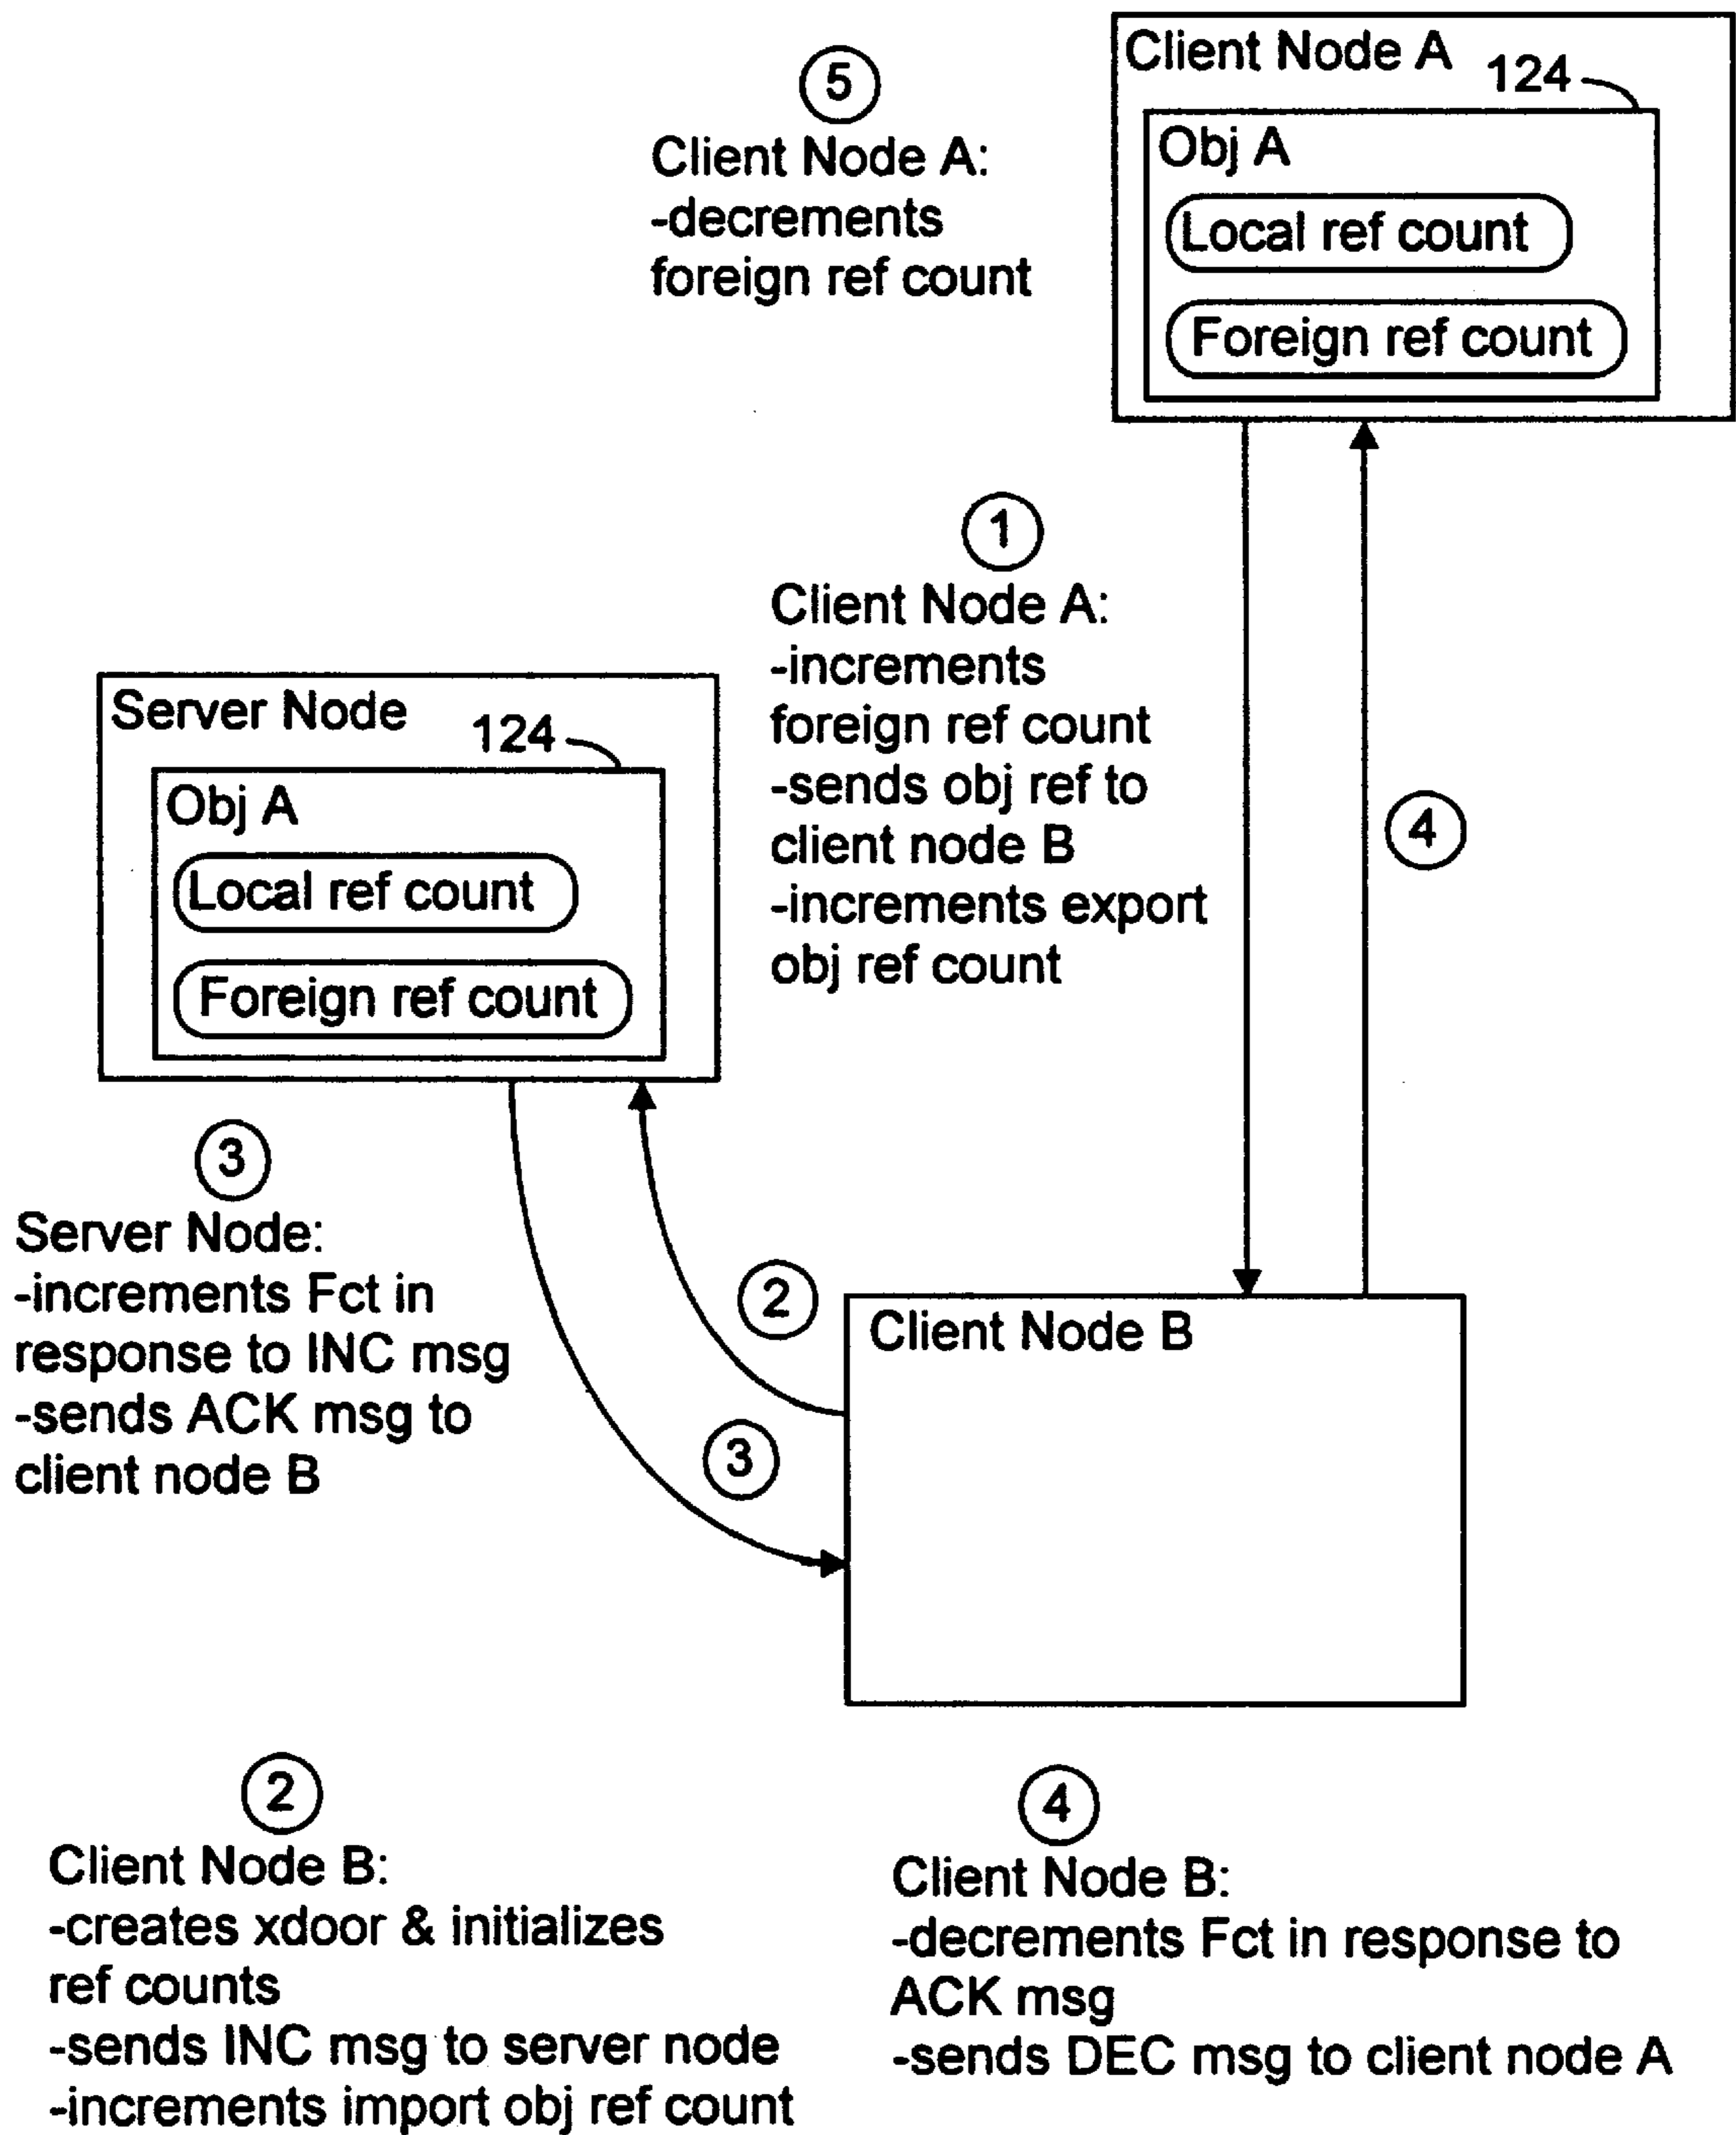 Client Node A
124
Obj A
Local ref count
Foreign ref count
5
Client Node A:
-decrements
foreign ref count
1
Client Node A:
-increments
foreign ref count
-sends obj ref to
client node B
-increments export
obj ref count
4
Server Node
124
Obj A
Local ref count
Foreign ref count
3
Server Node:
-increments Fct in
response to INC msg
-sends ACK msg to
client node B
2
3
Client Node B
2
Client Node B:
-creates xdoor & initializes
ref counts
-sends INC msg to server node
-increments import obj ref count
4
Client Node B:
-decrements Fct in response to
ACK msg
-sends DEC msg to client node A